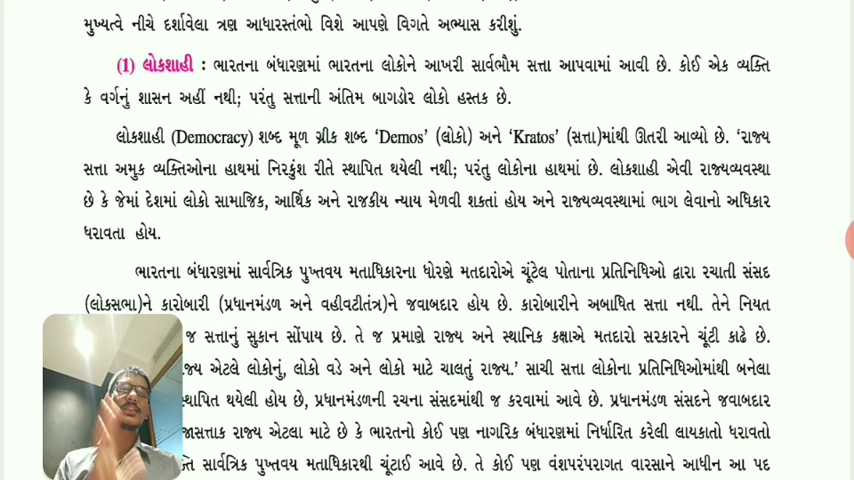 મુખ્યત્વે નીચે દર્શાવેલા ત્રણ આધારસ્તંભો વિશે આપણે વિગતે અભ્યાસ કરીશું.
(1) લોકશાહી : ભારતના બંધારણમાં ભારતના લોકોને આખરી સાર્વભૌમ સત્તા આપવામાં આવી છે. કોઈ એક વ્યક્તિ
કે વર્ગનું શાસન અહીં નથી; પરંતુ સત્તાની અંતિમ બાગડોર લોકો હસ્તક છે.
લોકશાહી (Democracy) શબ્દ મૂળ ગ્રીક શબ્દ ‘Demos’ (લોકો) અને ‘Kratos’ (સત્તા)માંથી ઊતરી આવ્યો છે. ‘રાજ્ય
સત્તા અમુક વ્યક્તિઓના હાથમાં નિરકુંશ રીતે સ્થાપિત થયેલી નથી; પરંતુ લોકોના હાથમાં છે. લોકશાહી એવી રાજ્યવ્યવસ્થા
છે કે જેમાં દેશમાં લોકો સામાજિક, આર્થિક અને રાજકીય ન્યાય મેળવી શકતાં હોય અને રાજ્યવ્યવસ્થામાં ભાગ લેવાનો અધિકાર
ધરાવતા હોય.
ભારતના બંધારણમાં સાર્વત્રિક પુખ્તવય મતાધિકારના ધોરણે મતદારોએ ચૂંટેલ પોતાના પ્રતિનિધિઓ દ્વારા રચાતી સંસદ
(લોકસભા)ને કારોબારી (પ્રધાનમંડળ અને વહીવટીતંત્ર)ને જવાબદાર હોય છે. કારોબારીને અબાધિત સત્તા નથી. તેને નિયત
જ સત્તાનું સુકાન સોંપાય છે. તે જ પ્રમાણે રાજ્ય અને સ્થાનિક કક્ષાએ મતદારો સરકારને ચૂંટી કાઢે છે.
જ્ય એટલે લોકોનું, લોકો વડે અને લોકો માટે ચાલતું રાજ્ય.’ સાચી સત્તા લોકોના પ્રતિનિધિઓમાંથી બનેલા
સ્થાપિત થયેલી હોય છે, પ્રધાનમંડળની રચના સંસદમાંથી જ કરવામાં આવે છે. પ્રધાનમંડળ સંસદને જવાબદાર
જાસત્તાક રાજ્ય એટલા માટે છે કે ભારતનો કોઈ પણ નાગરિક બંધારણમાં નિર્ધારિત કરેલી લાયકાતો ધરાવતો
ક્તિ સાર્વત્રિક પુખ્તવય મતાધિકારથી ચૂંટાઈ આવે છે. તે કોઈ પણ વંશપરંપરાગત વારસાને આધીન આ પદ